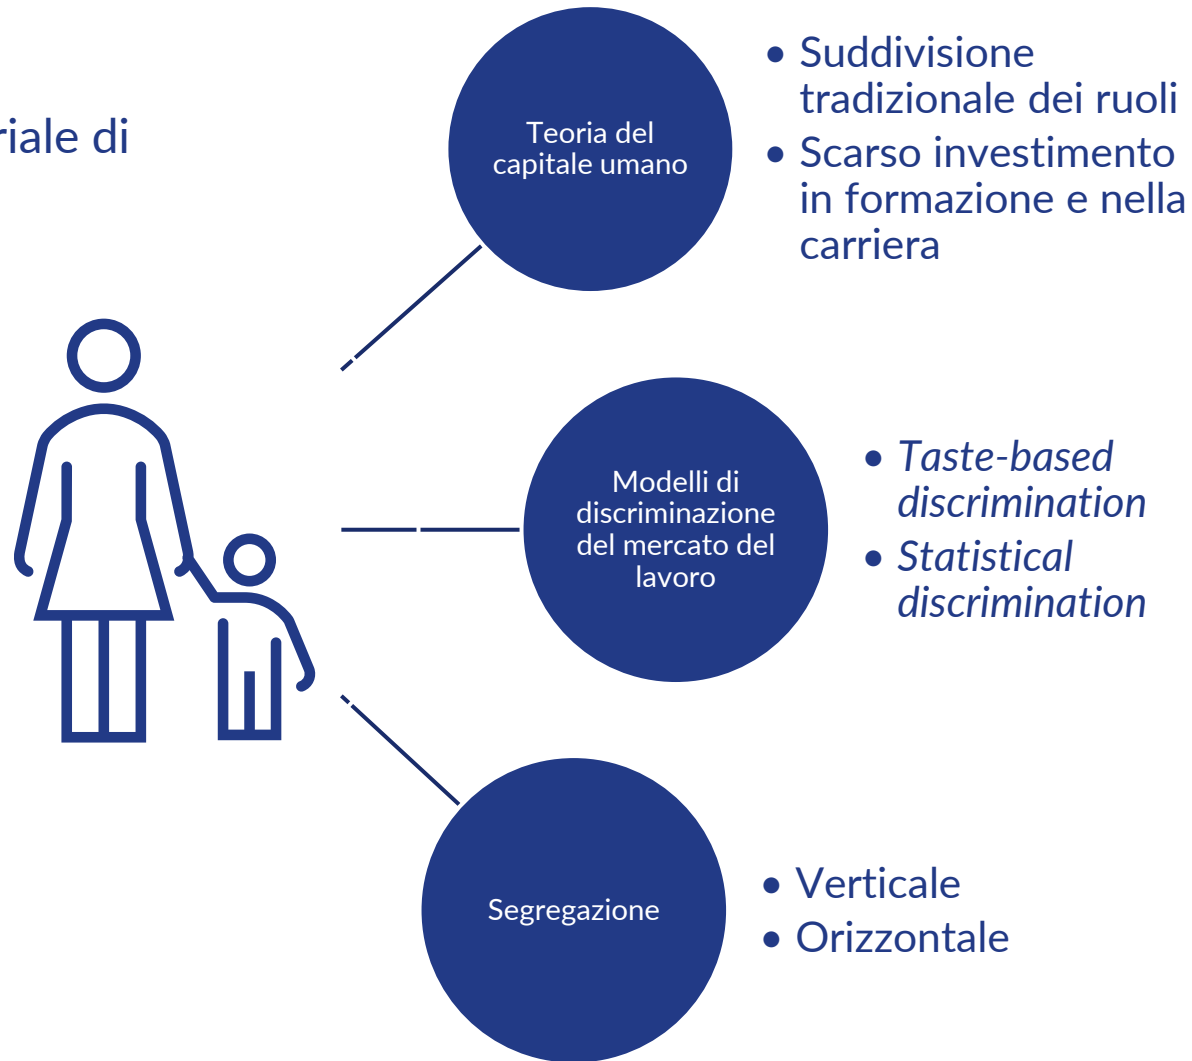 Teoria del
capitale umano
• Suddivisione
tradizionale dei ruoli
• Scarso investimento
in formazione e nella
carriera
riale di
Modelli di
discriminazione
del mercato del
lavoro
• Taste-based
discrimination
• Statistical
discrimination
Segregazione
• Verticale
• Orizzontale